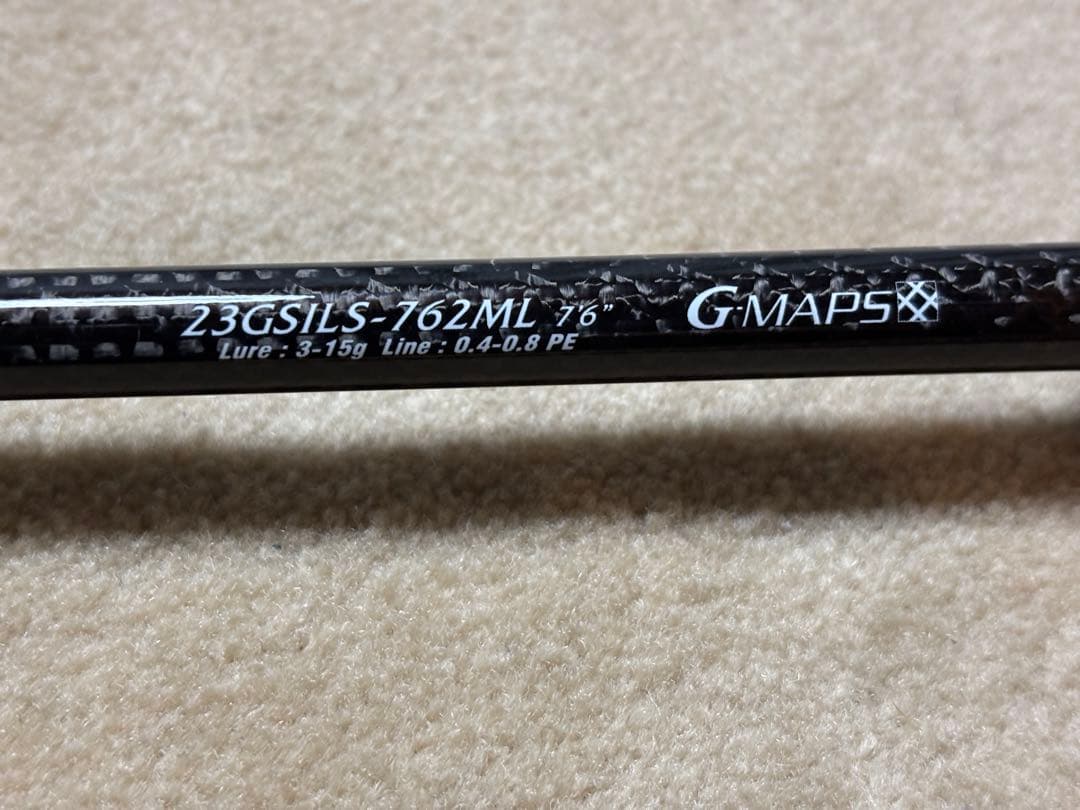 23GSILS-762ML 7'6" G-MAPS
Lure : 3-15g Line : 0.4-0.8 PE